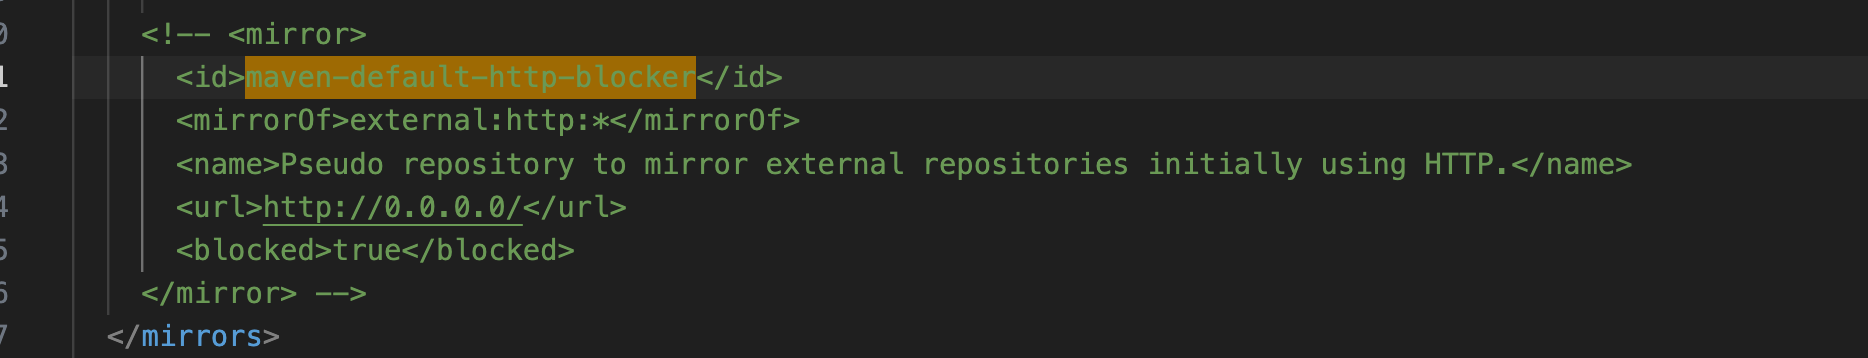 0 <!-- <mirror>
1 <id>maven-default-http-blocker</id>
2 <mirrorOf>external:http:*</mirrorOf>
3 <name>Pseudo repository to mirror external repositories initially using HTTP.</name>
4 <url>http://0.0.0.0/</url>
5 <blocked>true</blocked>
6 </mirror> -->
7 </mirrors>